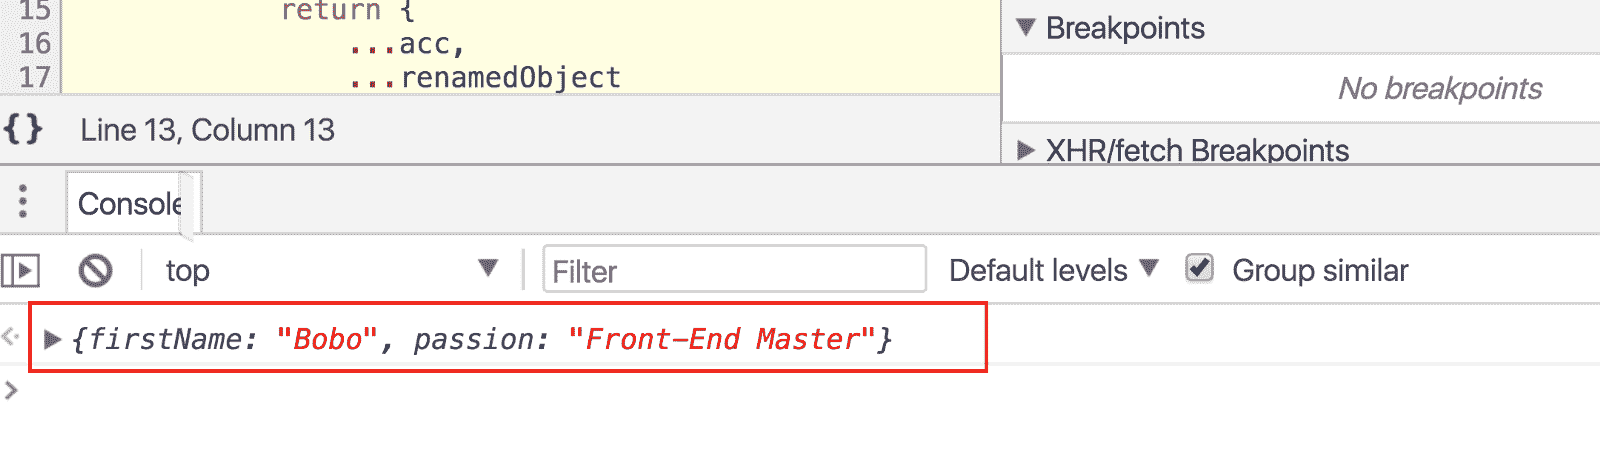 15 return {
16 ...acc,
17 ...renamedObject
{} Line 13, Column 13
Breakpoints
No breakpoints
XHR/fetch Breakpoints
Console
top Filter Default levels Group similar
{firstName: "Bobo", passion: "Front-End Master"}
>